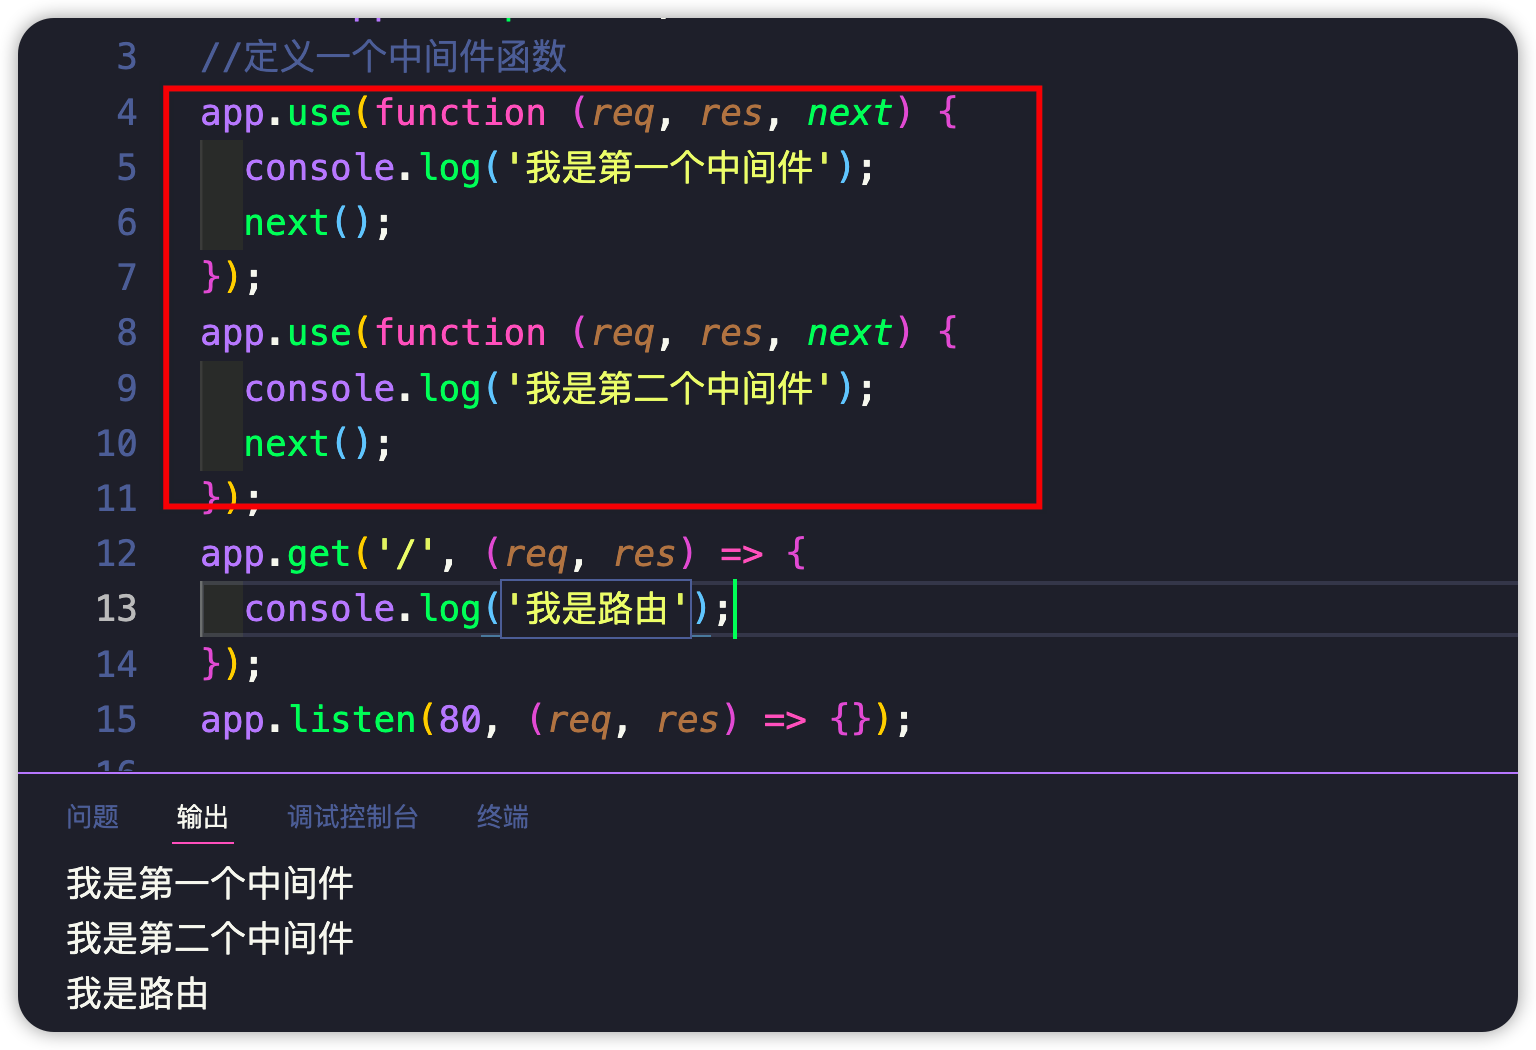 3 //定义一个中间件函数
4 app.use(function (req, res, next) {
5 console.log('我是第一个中间件');
6 next();
7 });
8 app.use(function (req, res, next) {
9 console.log('我是第二个中间件');
10 next();
11 });
12 app.get('/', (req, res) => {
13 console.log('我是路由');
14 });
15 app.listen(80, (req, res) => {});
16
问题 输出 调试控制台 终端
我是第一个中间件
我是第二个中间件
我是路由